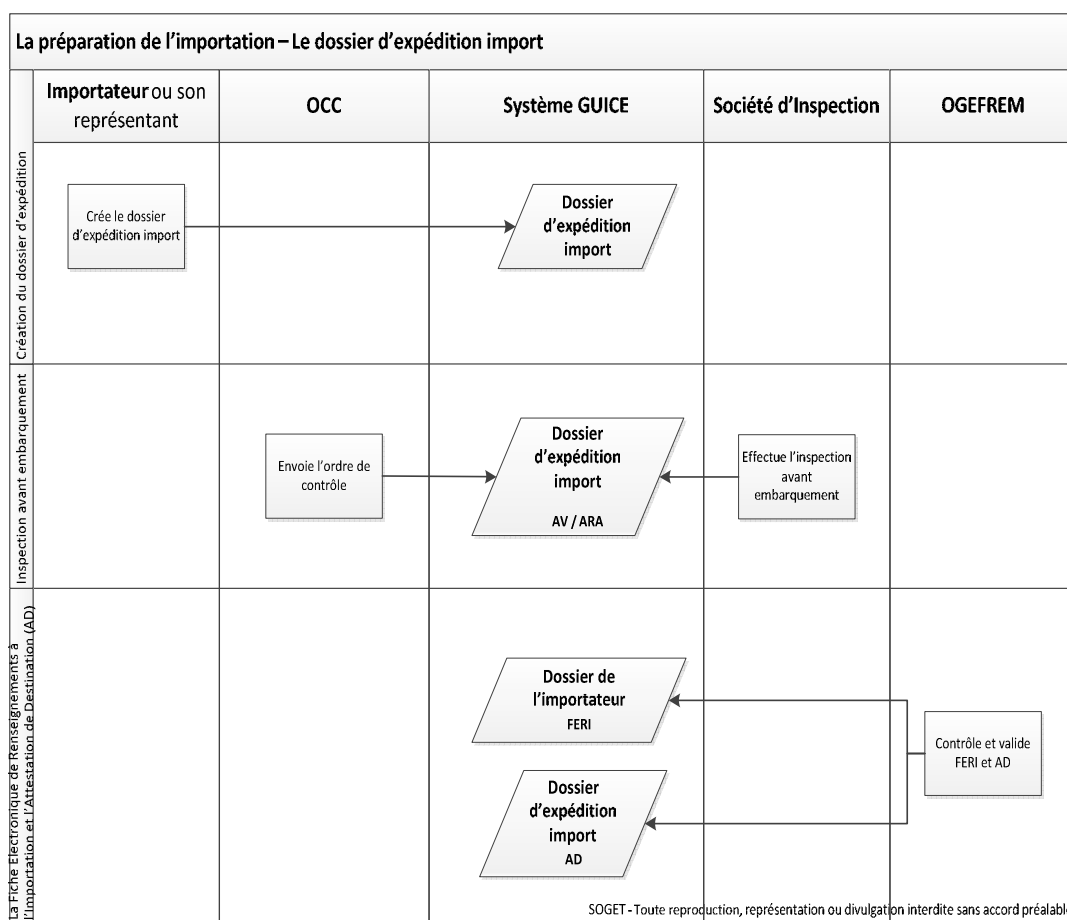 La préparation de l’importation – Le dossier d’expédition import
Importateur ou son
représentant
OCC
Système GUICE
Société d’Inspection
OGEFREM
Création du dossier d’expédition
Crée le dossier
d’expédition import
Dossier
d’expédition
import
Inspection avant embarquement
Envoie l’ordre de
contrôle
Dossier
d’expédition
import
AV / ARA
Effectue l’inspection
avant
embarquement
La Fiche Electronique de Renseignements à
l’Importation et l’Attestation de Destination (AD)
Dossier de
l’importateur
FERI
Contrôle et valide
FERI et AD
Dossier
d’expédition
import
AD
SOGET - Toute reproduction, représentation ou divulgation interdite sans accord préalable